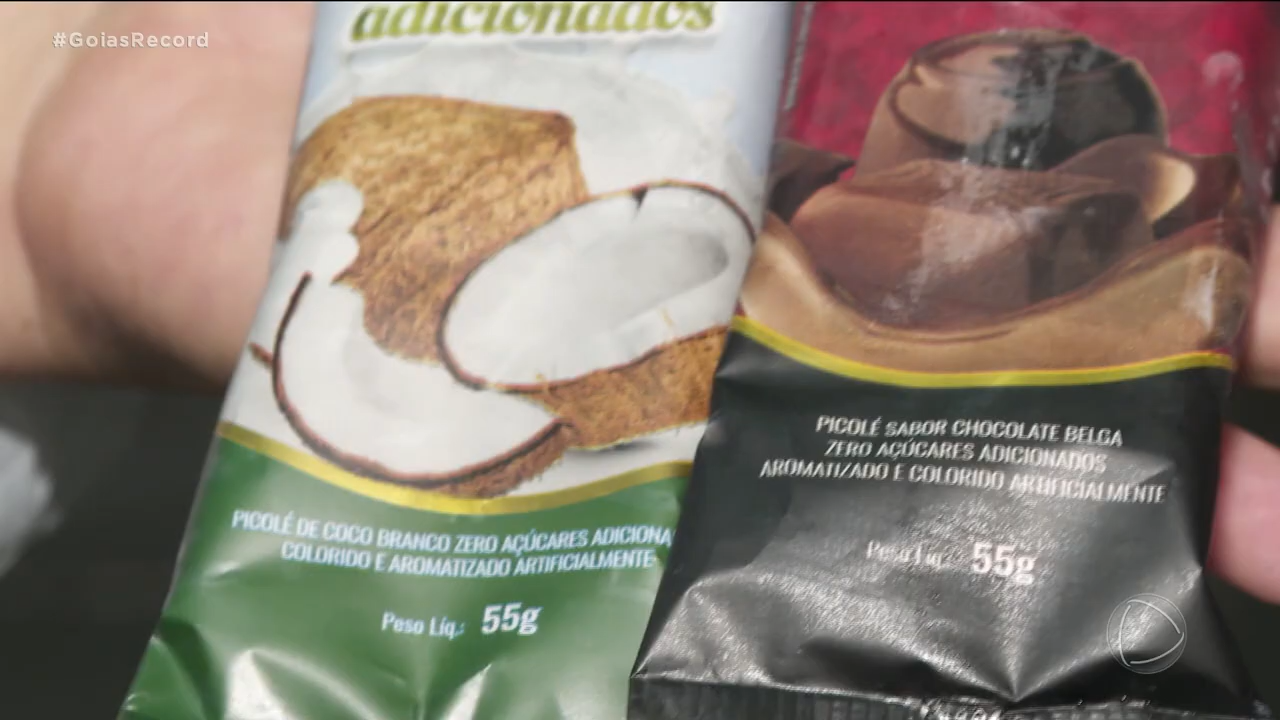 #GoiasRecord
adicionados
PICOLÉ DE COCO BRANCO ZERO AÇÚCARES ADICIONA
COLORIDO E AROMATIZADO ARTIFICIALMENTE
Peso Líq.: 55g
PICOLÉ SABOR CHOCOLATE BELGA
ZERO AÇÚCARES ADICIONADOS
AROMATIZADO E COLORIDO ARTIFICIALMENTE
Peso Líq.: 55g